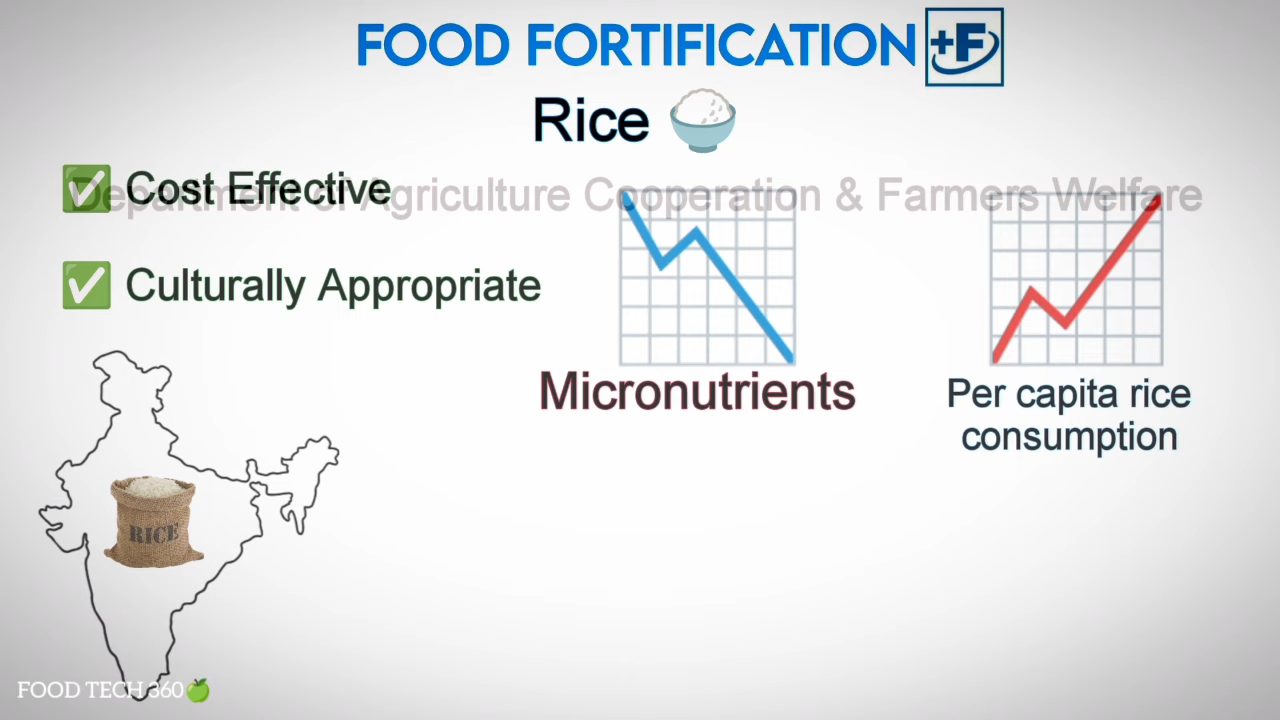 FOOD FORTIFICATION +F
Rice
Cost Effective
Department of Agriculture Cooperation & Farmers Welfare
Culturally Appropriate
Micronutrients
Per capita rice
consumption
RICE
FOOD TECH 360